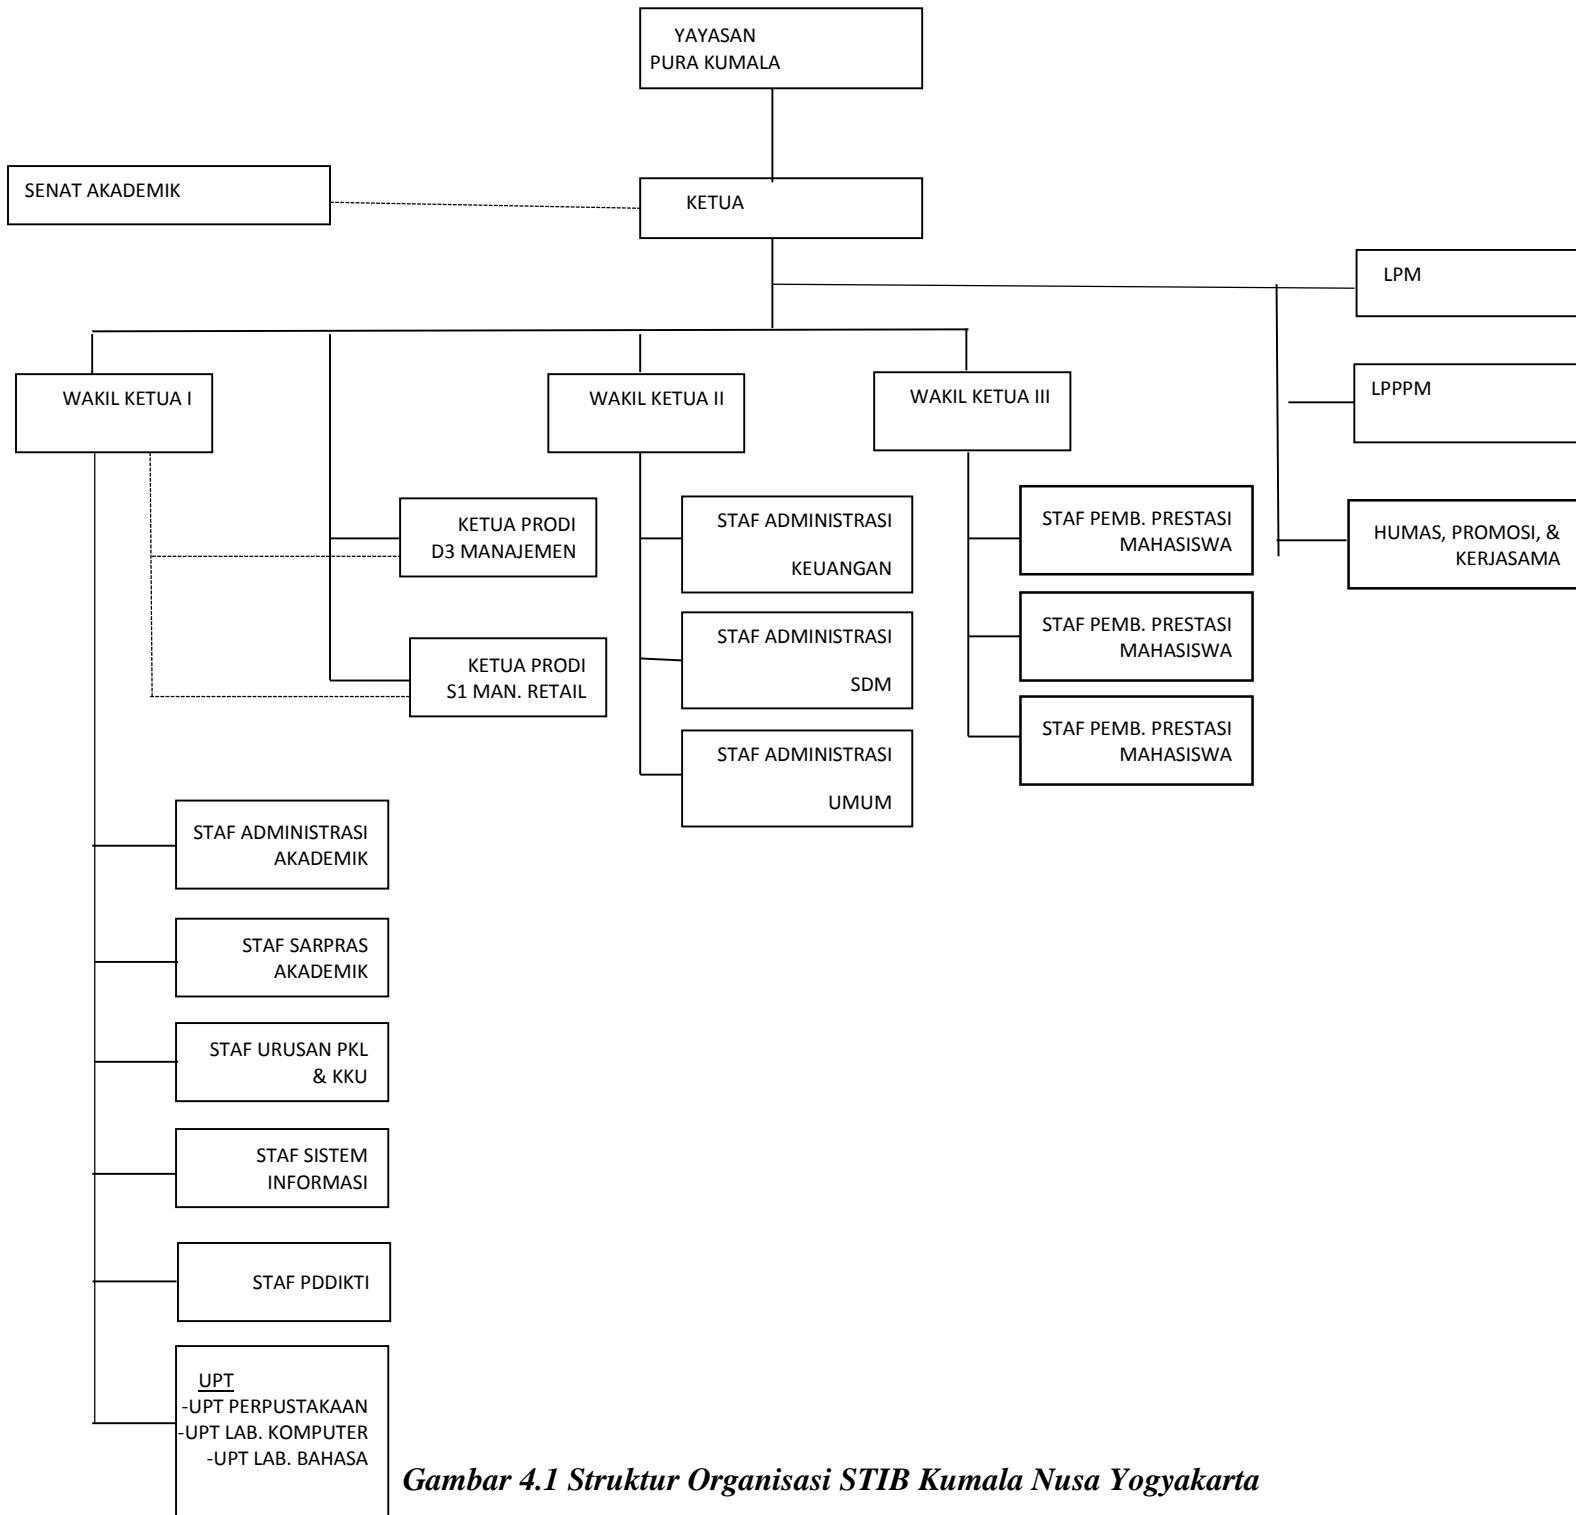 YAYASAN
PURA KUMALA
SENAT AKADEMIK
KETUA
LPM
WAKIL KETUA I
WAKIL KETUA II
WAKIL KETUA III
LPPPM
KETUA PRODI
D3 MANAJEMEN
STAF ADMINISTRASI
KEUANGAN
STAF PEMB. PRESTASI
MAHASISWA
HUMAS, PROMOSI, &
KERJASAMA
KETUA PRODI
S1 MAN. RETAIL
STAF ADMINISTRASI
SDM
STAF PEMB. PRESTASI
MAHASISWA
STAF ADMINISTRASI
UMUM
STAF PEMB. PRESTASI
MAHASISWA
STAF ADMINISTRASI
AKADEMIK
STAF SARPRAS
AKADEMIK
STAF URUSAN PKL
& KKU
STAF SISTEM
INFORMASI
STAF PDDIKTI
UPT
-UPT PERPUSTAKAAN
-UPT LAB. KOMPUTER
-UPT LAB. BAHASA
Gambar 4.1 Struktur Organisasi STIB Kumala Nusa Yogyakarta